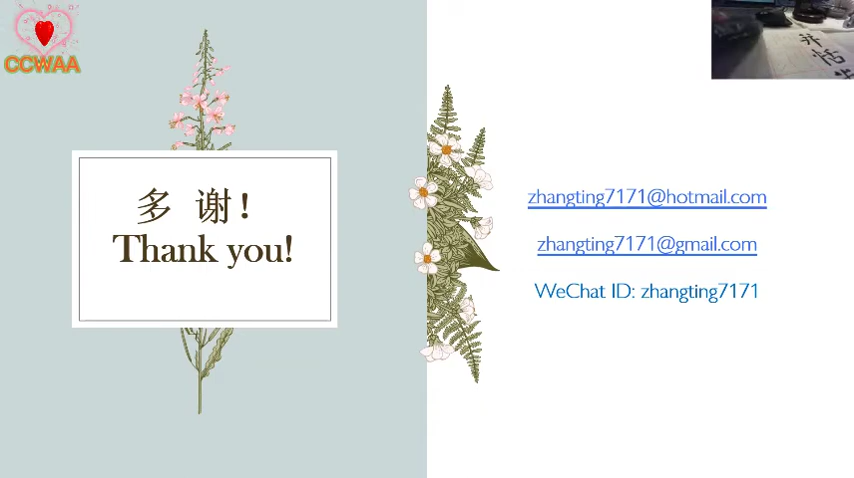 CCWAA
多 谢!
Thank you!
zhangting7171@hotmail.com
zhangting7171@gmail.com
WeChat ID: zhangting7171